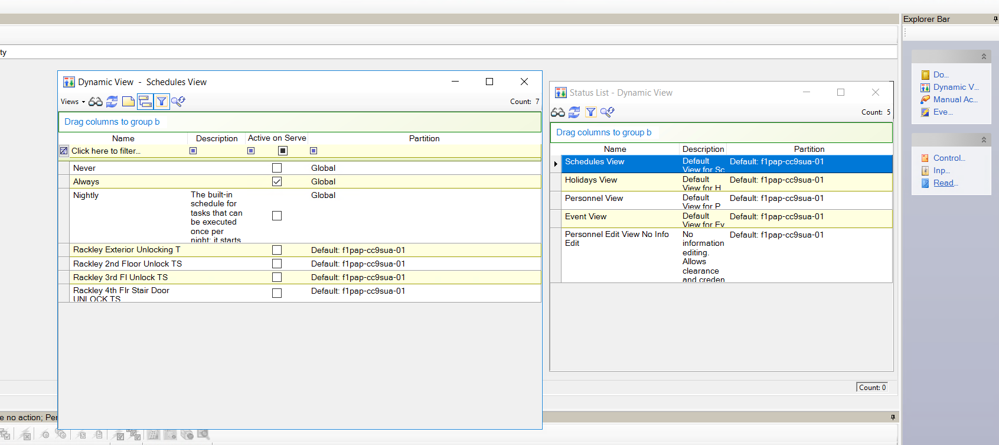 Explorer Bar
ty
Dynamic View - Schedules View
Views
Count: 7
Drag columns to group b
Name Description Active on Serve Partition
Click here to filter...
Never Global
Always Global
Nightly The built-in Global
schedule for
tasks that can
be executed
once per
night; it starts
Rackley Exterior Unlocking T Default: f1pap-cc9sua-01
Rackley 2nd Floor Unlock TS Default: f1pap-cc9sua-01
Rackley 3rd Fl Unlock TS Default: f1pap-cc9sua-01
Rackley 4th Flr Stair Door Default: f1pap-cc9sua-01
UNLOCK TS
Status List - Dynamic View
Count: 5
Drag columns to group b
Name Description Partition
Schedules View Default Default: f1pap-cc9sua-01
View for Sc
Holidays View Default Default: f1pap-cc9sua-01
View for H
Personnel View Default Default: f1pap-cc9sua-01
View for P
Event View Default Default: f1pap-cc9sua-01
View for Ev
Personnel Edit View No Info No Default: f1pap-cc9sua-01
Edit information
editing.
Allows
clearance
and creden
Do...
Dynamic V...
Manual Ac...
Eve...
Control...
Inp...
Read...
Count: 0
e no action; Per